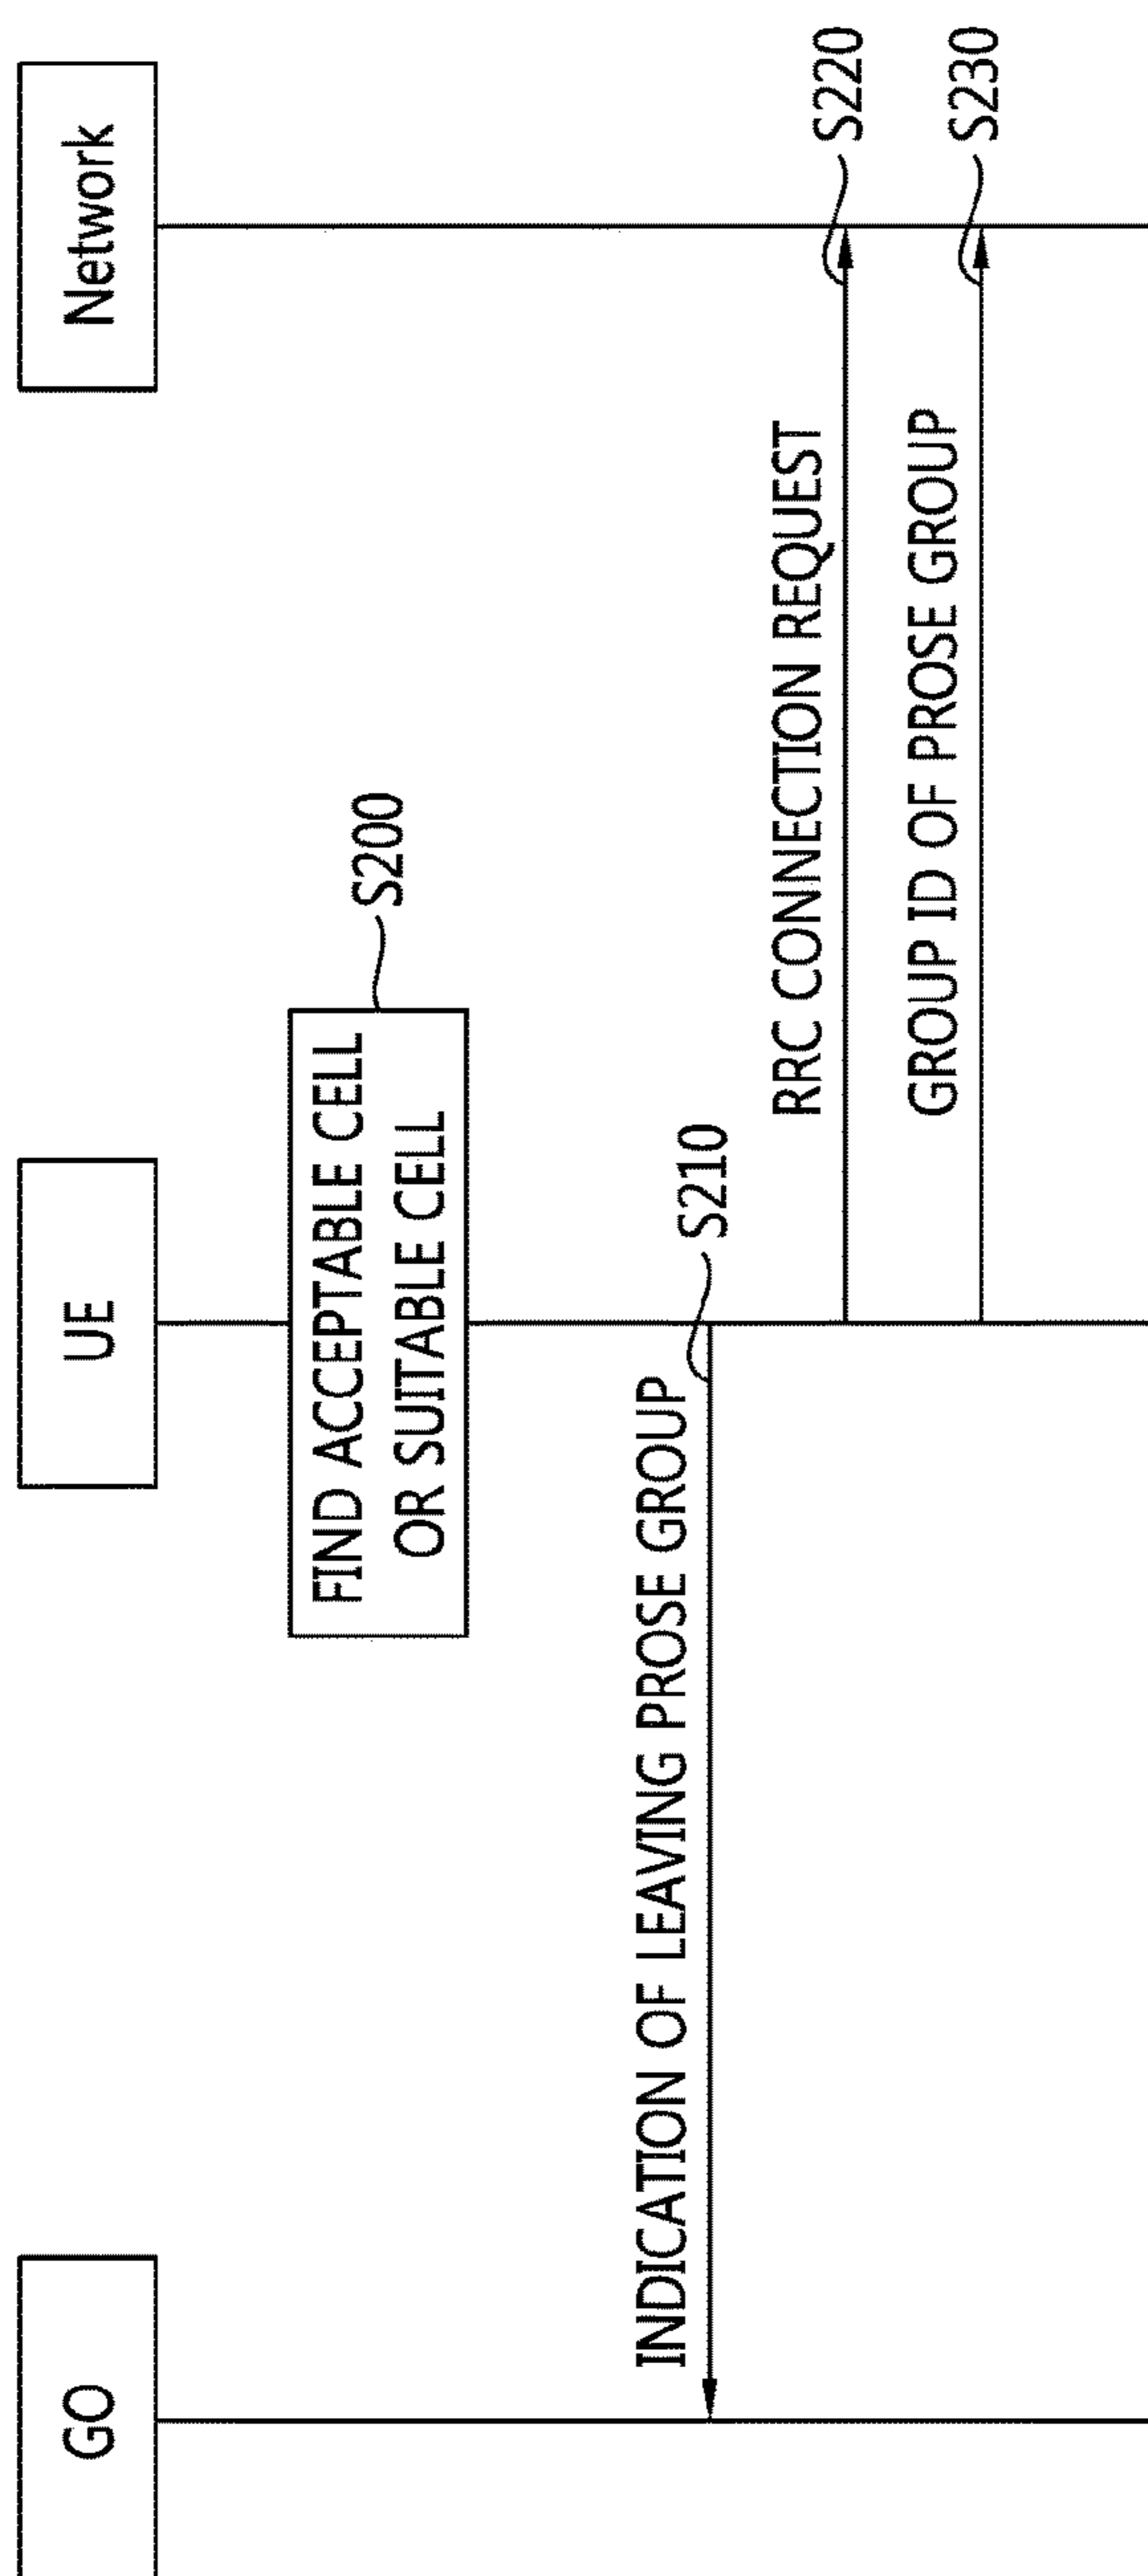 GO
UE
Network
FIND ACCEPTABLE CELL
OR SUITABLE CELL
S200
INDICATION OF LEAVING PROSE GROUP
S210
RRC CONNECTION REQUEST
S220
GROUP ID OF PROSE GROUP
S230